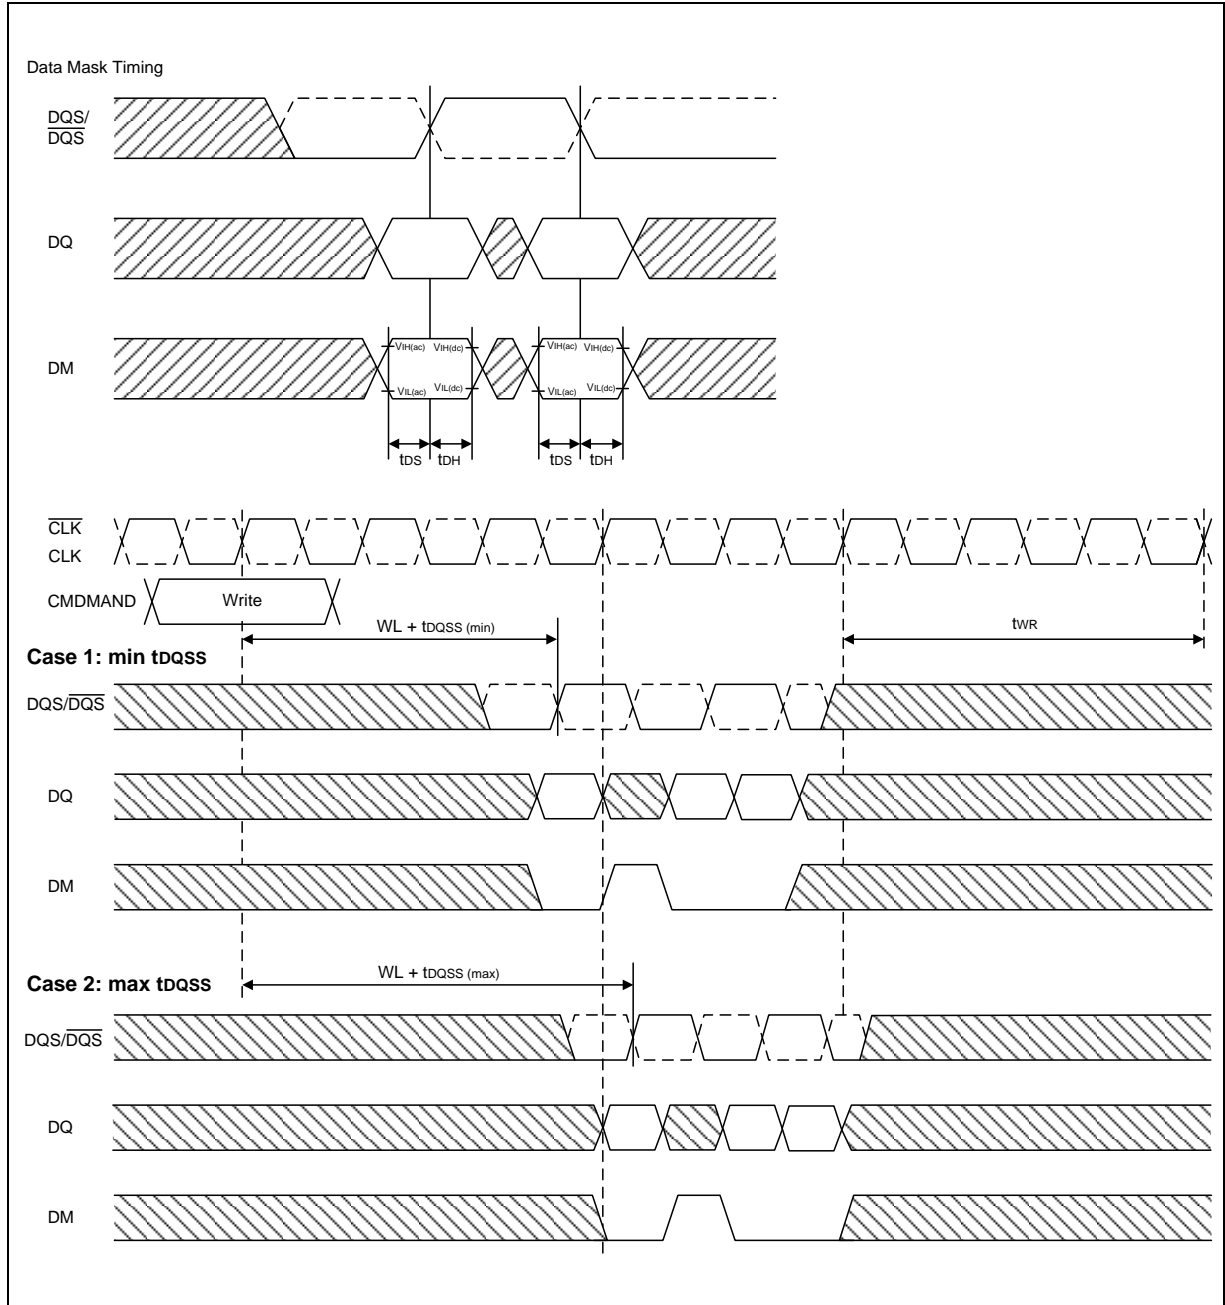 Data Mask Timing
DQS/
DQS
DQ
DM
VIH(ac) VIH(dc) VIH(ac) VIH(dc)
VIL(ac) VIL(dc) VIL(ac) VIL(dc)
tDS tDH tDS tDH
CLK
CLK
CMDMAND Write
WL + tDQSS (min) tWR
Case 1: min tDQSS
DQS/DQS
DQ
DM
WL + tDQSS (max)
Case 2: max tDQSS
DQS/DQS
DQ
DM